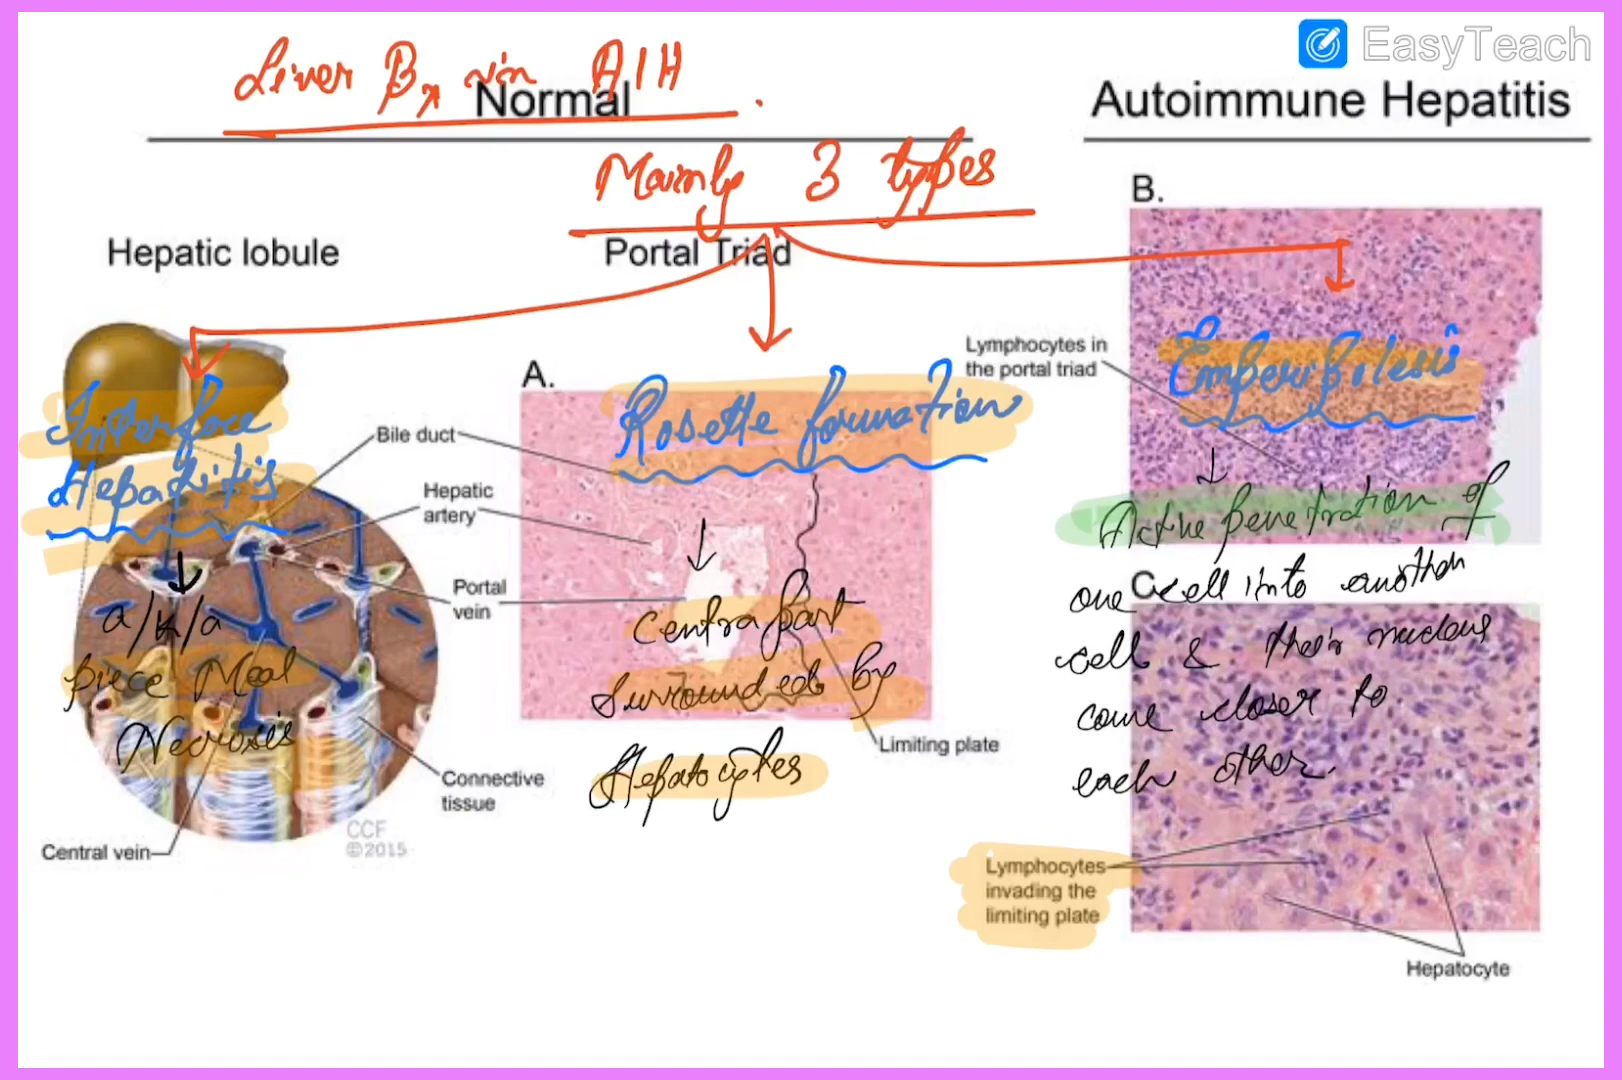 EasyTeach
Liver Bx in AIH
Normal
Autoimmune Hepatitis
Mainly 3 types
Hepatic lobule
Portal Triad
B.
Lymphocytes in
the portal triad
A.
Interface
Hepatitis
Rosette formation
Emperipolesis
Bile duct
Hepatic
artery
Portal
vein
a/k/a
Piece Meal
Necrosis
Centra part
surrounded by
Hepatocytes
Active penetration of
one cell into another
cell & their nucleus
come closer to
each other.
C.
Limiting plate
Connective
tissue
CCF
©2015
Central vein
Lymphocytes
invading the
limiting plate
Hepatocyte